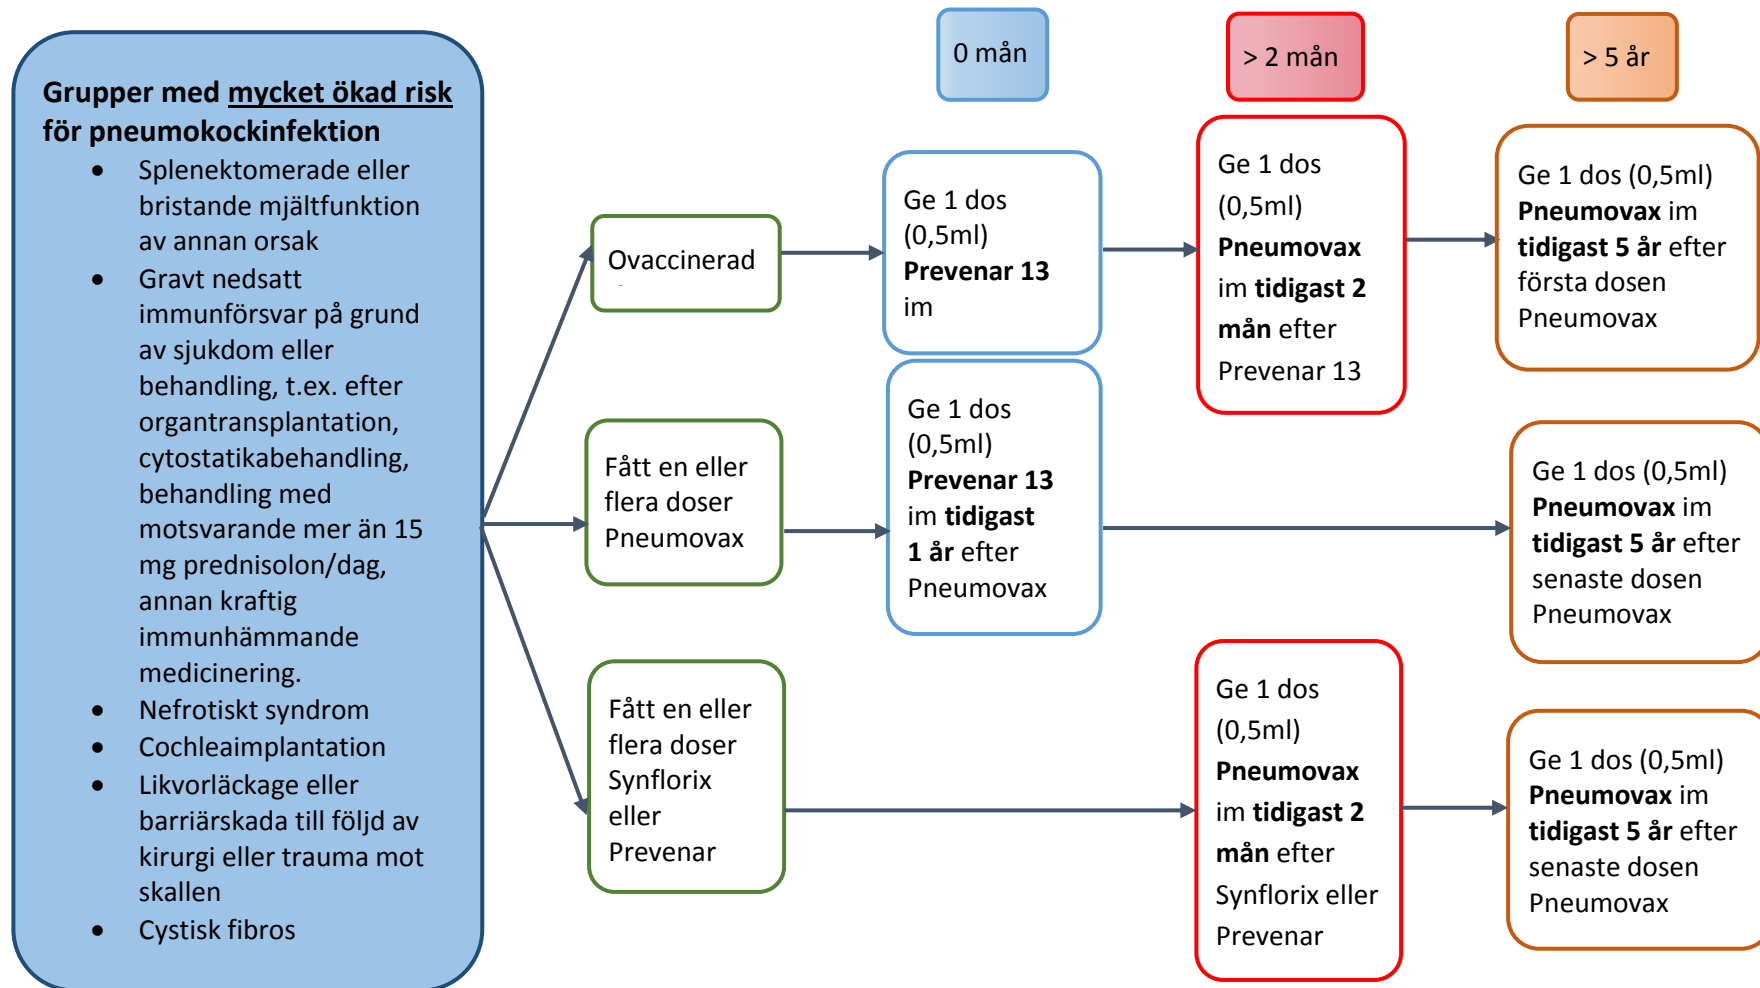 0 mån
> 2 mån
> 5 år
Grupper med mycket ökad risk
för pneumokockinfektion
• Splenektomerade eller
bristande mjältfunktion
av annan orsak
• Gravt nedsatt
immunförsvar på grund
av sjukdom eller
behandling, t.ex. efter
organtransplantation,
cytostatikabehandling,
behandling med
motsvarande mer än 15
mg prednisolon/dag,
annan kraftig
immunhämmande
medicinering.
• Nefrotiskt syndrom
• Cochleaimplantation
• Likvorläckage eller
barriärskada till följd av
kirurgi eller trauma mot
skallen
• Cystisk fibros
Ovaccinerad
Ge 1 dos
(0,5ml)
Prevenar 13
im
Ge 1 dos
(0,5ml)
Pneumovax
im tidigast 2
mån efter
Prevenar 13
Ge 1 dos (0,5ml)
Pneumovax im
tidigast 5 år efter
första dosen
Pneumovax
Fått en eller
flera doser
Pneumovax
Ge 1 dos
(0,5ml)
Prevenar 13
im tidigast
1 år efter
Pneumovax
Ge 1 dos (0,5ml)
Pneumovax im
tidigast 5 år efter
senaste dosen
Pneumovax
Fått en eller
flera doser
Synflorix
eller
Prevenar
Ge 1 dos
(0,5ml)
Pneumovax
im tidigast 2
mån efter
Synflorix eller
Prevenar
Ge 1 dos (0,5ml)
Pneumovax im
tidigast 5 år efter
senaste dosen
Pneumovax